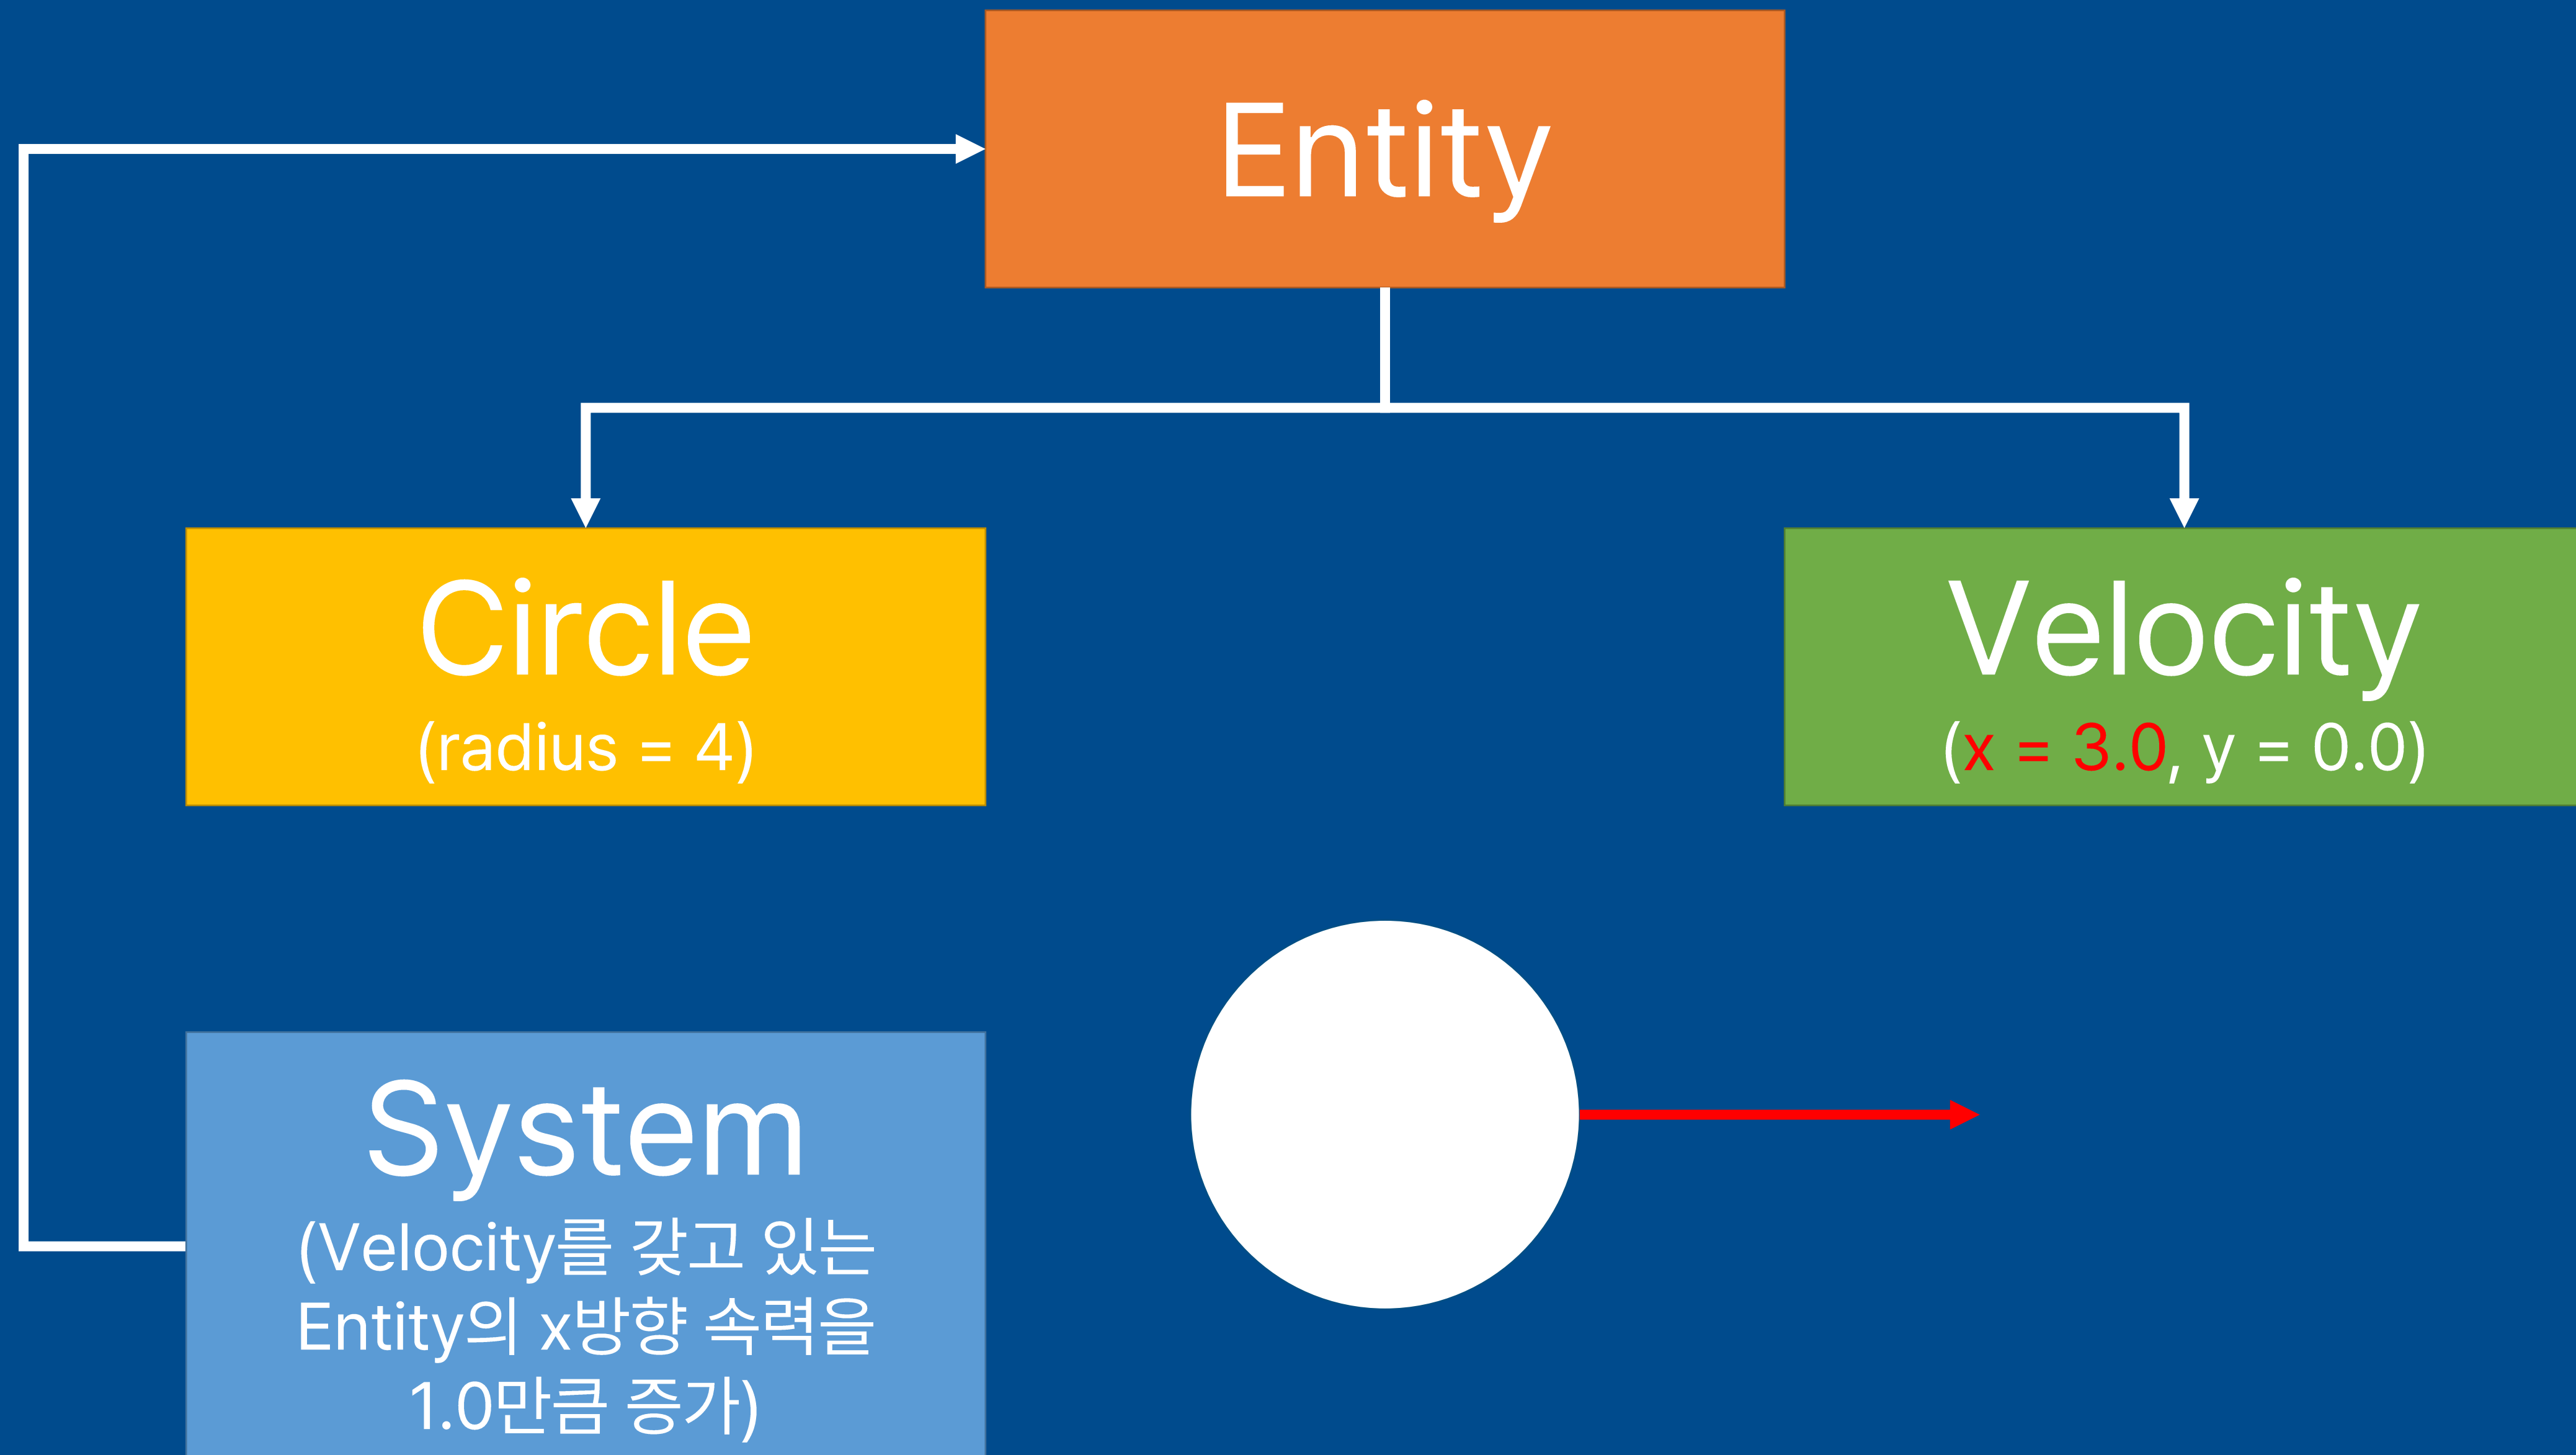 Entity
Circle
(radius = 4)
Velocity
(x = 3.0, y = 0.0)
System
(Velocity를 갖고 있는
Entity의 x방향 속력을
1.0만큼 증가)